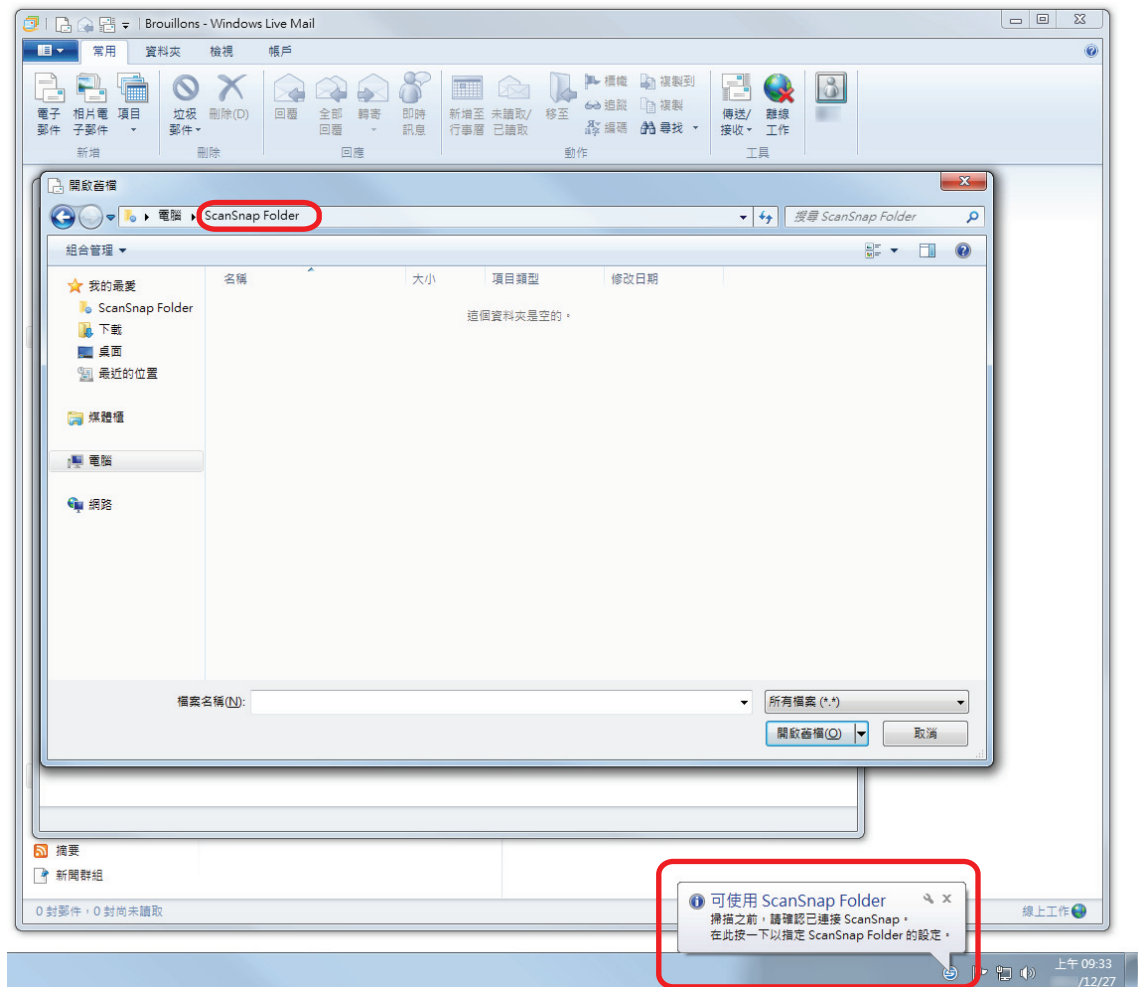 Brouillons - Windows Live Mail
常用 資料夾 檢視 帳戶
電子郵件 相片電子郵件 項目
新增
垃圾郵件 刪除(D)
刪除
回覆 全部回覆 轉寄 即時訊息
回應
新增至行事曆 未讀取/已讀取 移至 標幟 追蹤 編碼 複製到 複製 尋找
動作
傳送/接收 離線工作
工具
開啟舊檔
電腦 ScanSnap Folder
搜尋 ScanSnap Folder
組合管理
名稱 大小 項目類型 修改日期
這個資料夾是空的。
我的最愛
ScanSnap Folder
下載
桌面
最近的位置
媒體櫃
電腦
網路
檔案名稱(N):
所有檔案 (*.*)
開啟舊檔(O) 取消
摘要
新聞群組
0 封郵件，0 封尚未讀取
線上工作
可使用 ScanSnap Folder
掃描之前，請確認已連接 ScanSnap。
在此按一下以指定 ScanSnap Folder 的設定。
上午 09:33
/12/27